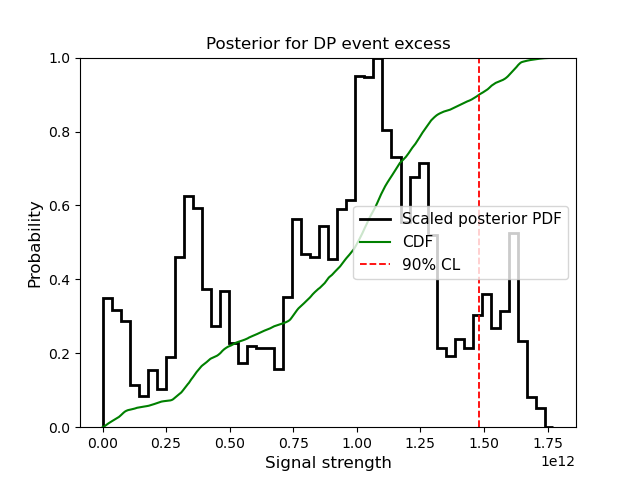 Posterior for DP event excess
1.0
0.8
0.6
0.4
0.2
0.0
Probability
Scaled posterior PDF
CDF
90% CL
0.00 0.25 0.50 0.75 1.00 1.25 1.50 1.75
1e12
Signal strength